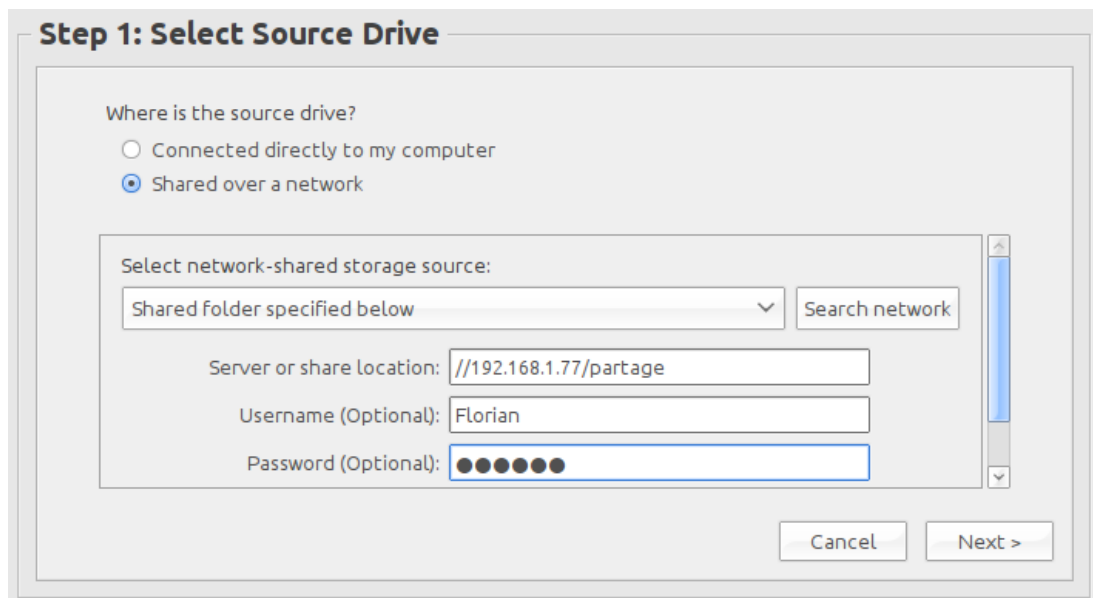 Step 1: Select Source Drive
Where is the source drive?
Connected directly to my computer
Shared over a network
Select network-shared storage source:
Shared folder specified below
Search network
Server or share location: //192.168.1.77/partage
Username (Optional): Florian
Password (Optional): ●●●●●●
Cancel
Next >